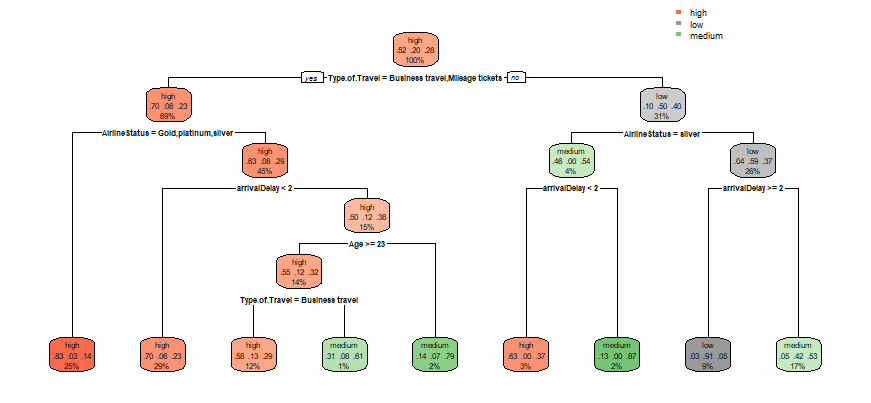 high
low
medium
high
.52 .20 .28
100%
yes Type.of.Travel = Business travel,Mileage tickets no
high
.70 .06 .23
69%
low
.10 .50 .40
31%
AirlineStatus = Gold,platinum,silver
AirlineStatus = silver
high
.63 .08 .29
45%
medium
.46 .00 .54
4%
low
.04 .59 .37
26%
arrivalDelay < 2
arrivalDelay < 2
arrivalDelay >= 2
high
.50 .12 .38
15%
Age >= 23
high
.55 .12 .32
14%
Type.of.Travel = Business travel
high
.83 .03 .14
25%
high
.70 .06 .23
29%
high
.58 .13 .29
12%
medium
.31 .08 .61
1%
medium
.14 .07 .79
2%
high
.63 .00 .37
3%
medium
.13 .00 .87
2%
low
.03 .91 .05
9%
medium
.05 .42 .53
17%